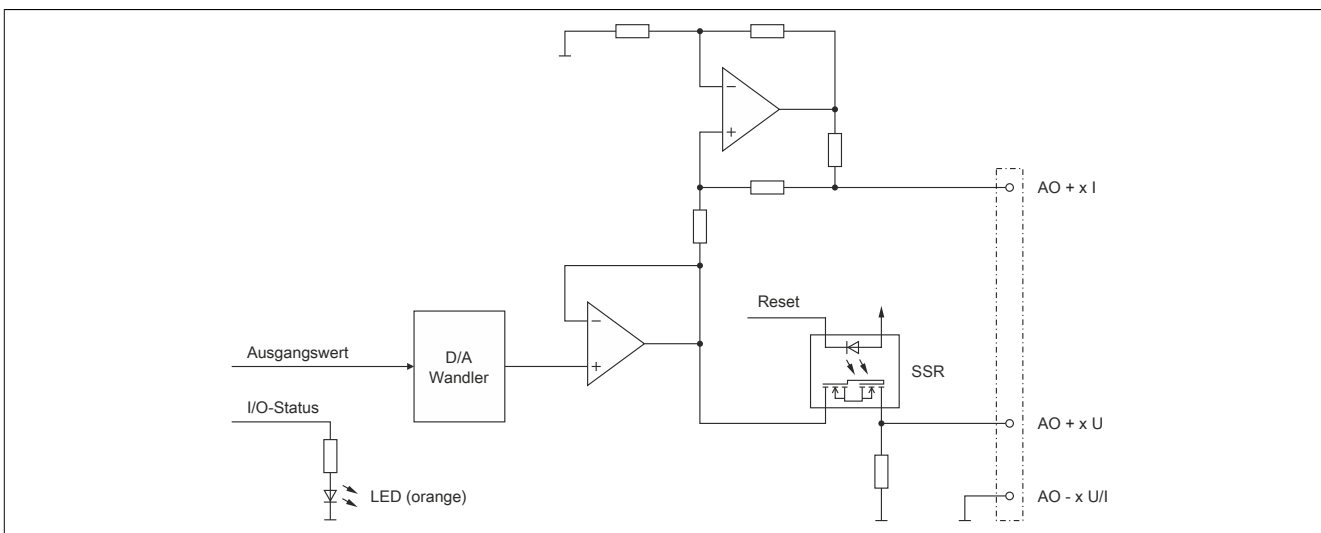 −
+
AO + x I
−
+
Reset
Ausgangswert
D/A
Wandler
SSR
I/O-Status
AO + x U
LED (orange)
AO - x U/I